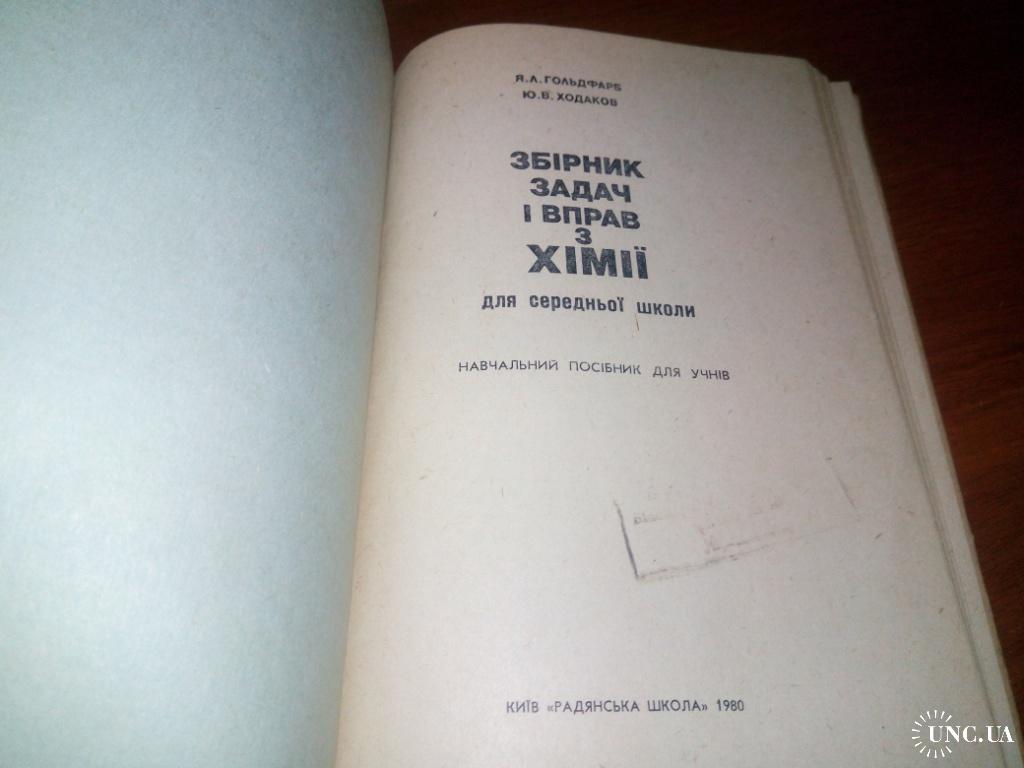 Я.Л. ГОЛЬДФАРБ
Ю.В. ХОДАКОВ
ЗБІРНИК
ЗАДАЧ
І ВПРАВ
З
ХІМІЇ
для середньої школи
НАВЧАЛЬНИЙ ПОСІБНИК ДЛЯ УЧНІВ
КИЇВ «РАДЯНСЬКА ШКОЛА» 1980
UNC.UA